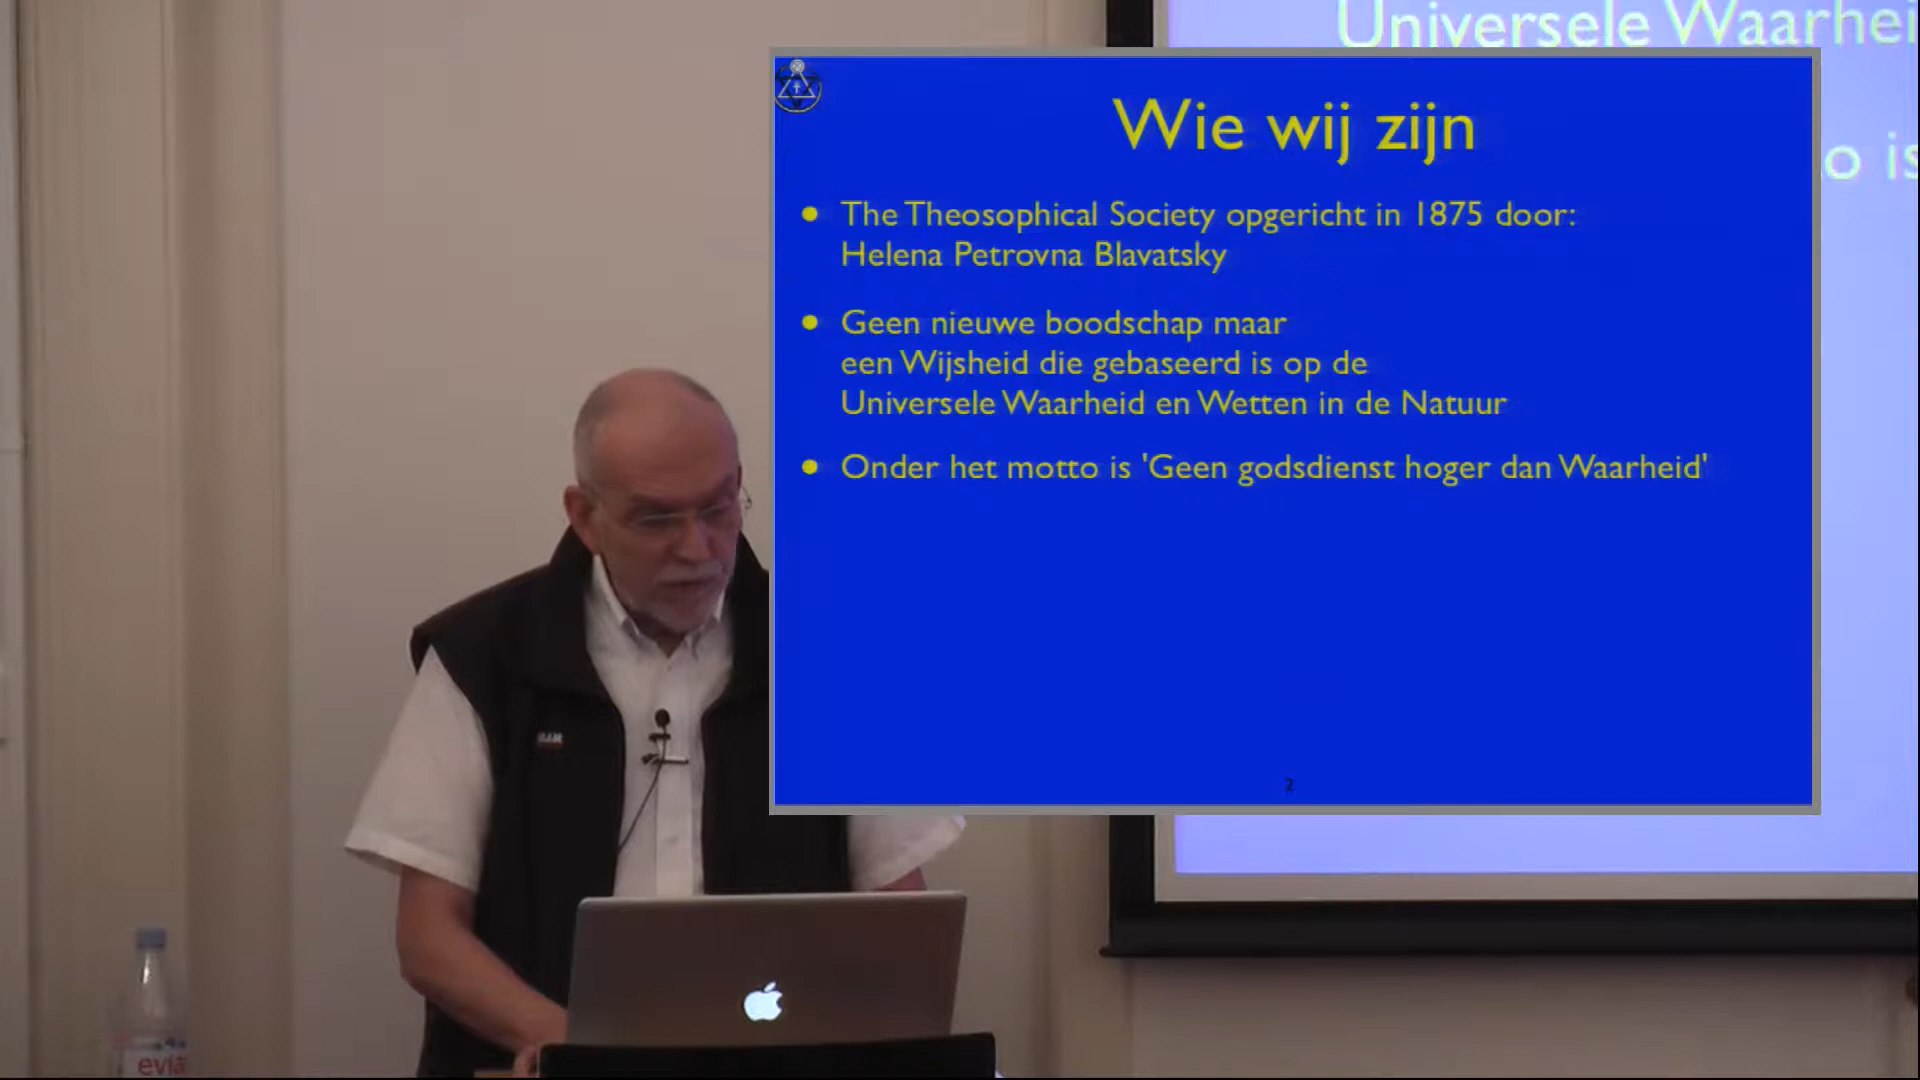 Universele Waarhei
Wie wij zijn
The Theosophical Society opgericht in 1875 door:
Helena Petrovna Blavatsky
Geen nieuwe boodschap maar
een Wijsheid die gebaseerd is op de
Universele Waarheid en Wetten in de Natuur
Onder het motto is 'Geen godsdienst hoger dan Waarheid'
o is
2
evia